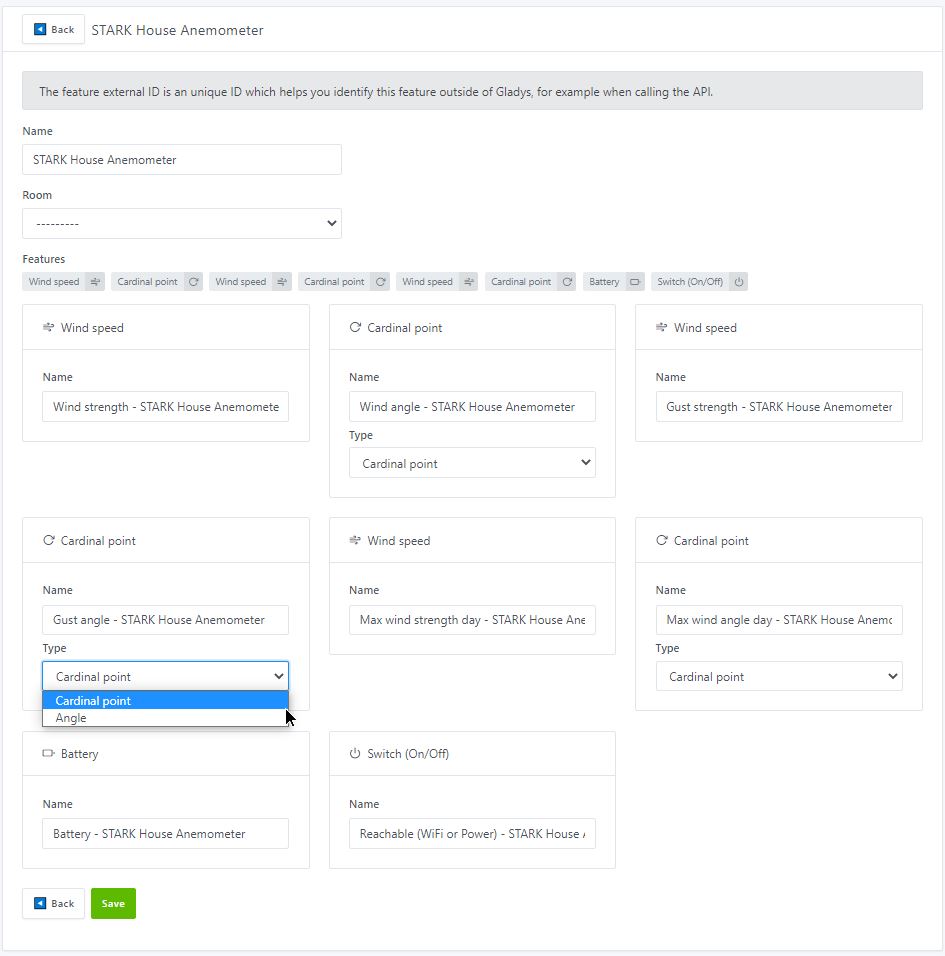 Back STARK House Anemometer
The feature external ID is an unique ID which helps you identify this feature outside of Gladys, for example when calling the API.
Name
STARK House Anemometer
Room
---------
Features
Wind speed Cardinal point Wind speed Cardinal point Wind speed Cardinal point Battery Switch (On/Off)
Wind speed Cardinal point Wind speed
Name Name Name
Wind strength - STARK House Anemomete Wind angle - STARK House Anemometer Gust strength - STARK House Anemometer
Type
Cardinal point
Cardinal point Wind speed Cardinal point
Name Name Name
Gust angle - STARK House Anemometer Max wind strength day - STARK House Ane Max wind angle day - STARK House Anemo
Type Type
Cardinal point Cardinal point
Cardinal point
Angle
Battery Switch (On/Off)
Name Name
Battery - STARK House Anemometer Reachable (WiFi or Power) - STARK House
Back Save